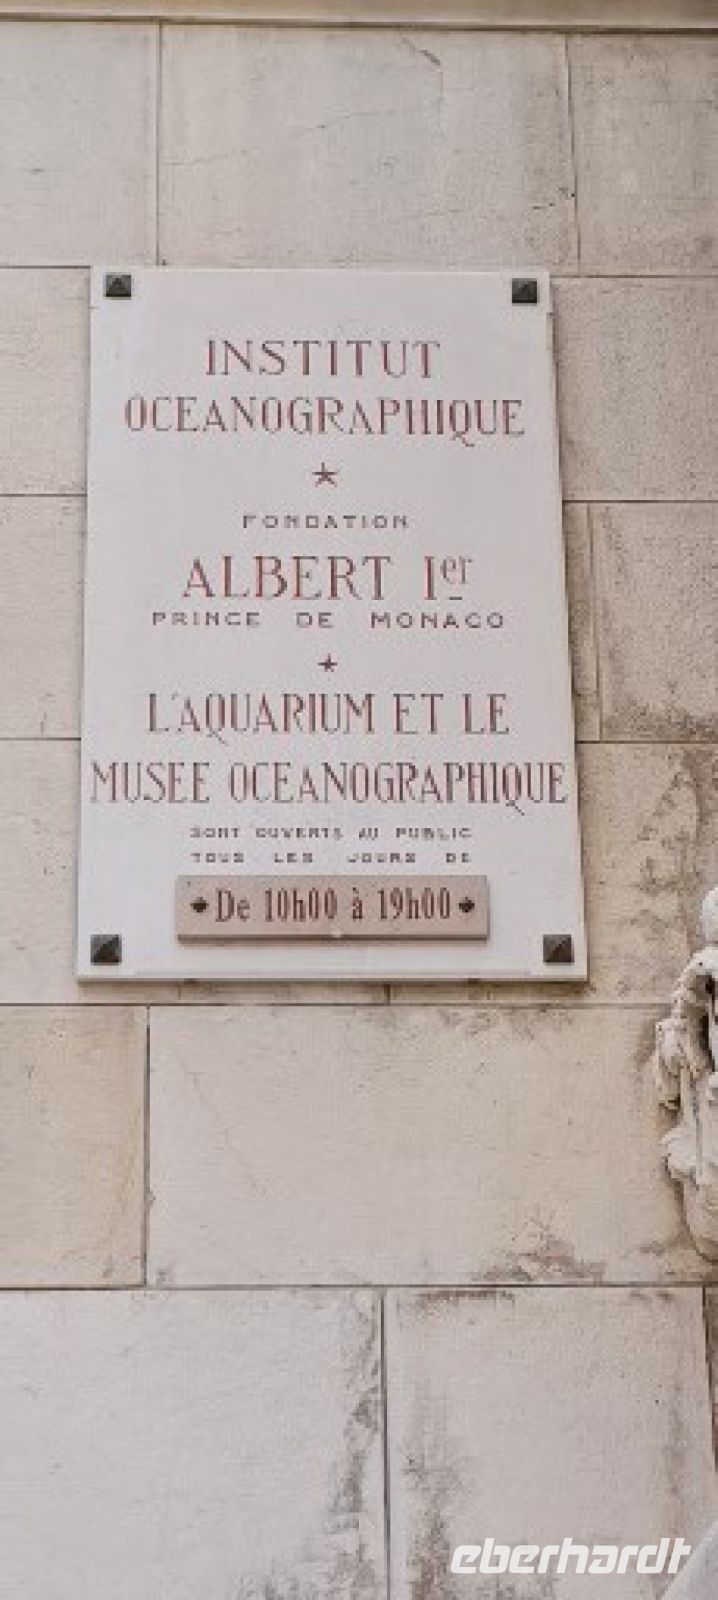 INSTITUT
OCEANOGRAPHIQUE
FONDATION
ALBERT Ier
PRINCE DE MONACO
L'AQUARIUM ET LE
MUSEE OCEANOGRAPHIQUE
SONT OUVERTS AU PUBLIC
TOUS LES JOURS DE
De 10h00 à 19h00
eberhardt